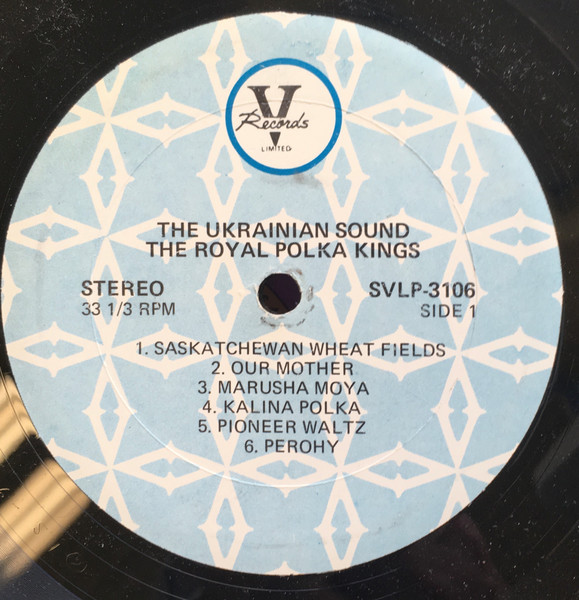 V
Records
LIMITED
THE UKRAINIAN SOUND
THE ROYAL POLKA KINGS
STEREO
33 1/3 RPM
SVLP-3106
SIDE 1
1. SASKATCHEWAN WHEAT FIELDS
2. OUR MOTHER
3. MARUSHA MOYA
4. KALINA POLKA
5. PIONEER WALTZ
6. PEROHY